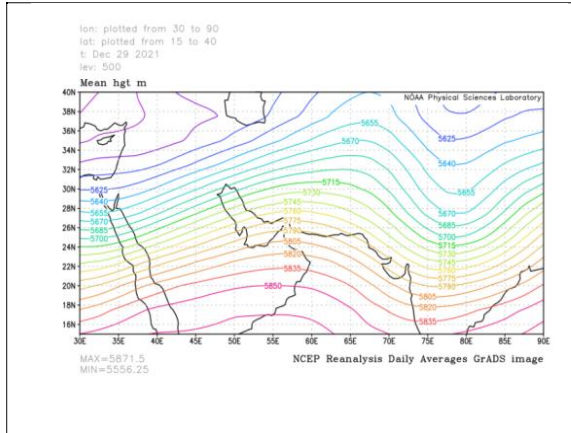 lon: plotted from 30 to 90
lat: plotted from 15 to 40
t: Dec 29 2021
lev: 500
Mean hgt m
NOAA Physical Sciences Laboratory
40N
38N
36N
34N
32N
30N
28N
26N
24N
22N
20N
18N
16N
5655
5625
5670
5640
5715
5730
5745
5775
5805
5820
5835
5850
5625
5640
5655
5670
5685
5700
5655
5670
5685
5700
5715
5730
5745
5775
5790
5805
5820
5835
30E 35E 40E 45E 50E 55E 60E 65E 70E 75E 80E 85E 90E
MAX=5871.5
MIN=5556.25
NCEP Reanalysis Daily Averages GrADS image